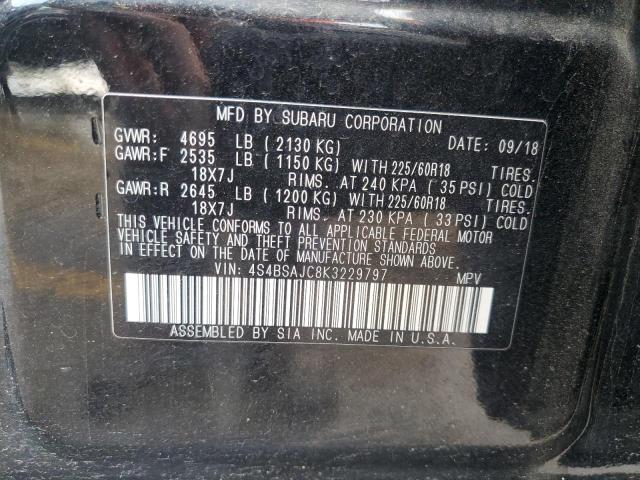 MFD BY SUBARU CORPORATION
GVWR: 4695 LB ( 2130 KG) DATE: 09/18
GAWR:F 2535 LB ( 1150 KG) WITH 225/60R18 TIRES.
18X7J RIMS. AT 240 KPA ( 35 PSI) COLD
GAWR:R 2645 LB ( 1200 KG) WITH 225/60R18 TIRES.
18X7J RIMS. AT 230 KPA ( 33 PSI) COLD
THIS VEHICLE CONFORMS TO ALL APPLICABLE FEDERAL MOTOR
VEHICLE SAFETY AND THEFT PREVENTION STANDARDS
IN EFFECT ON THE DATE OF MANUFACTURE SHOWN ABOVE.
VIN: 4S4BSAJC8K3229797 MPV
ASSEMBLED BY SIA INC. MADE IN U.S.A.